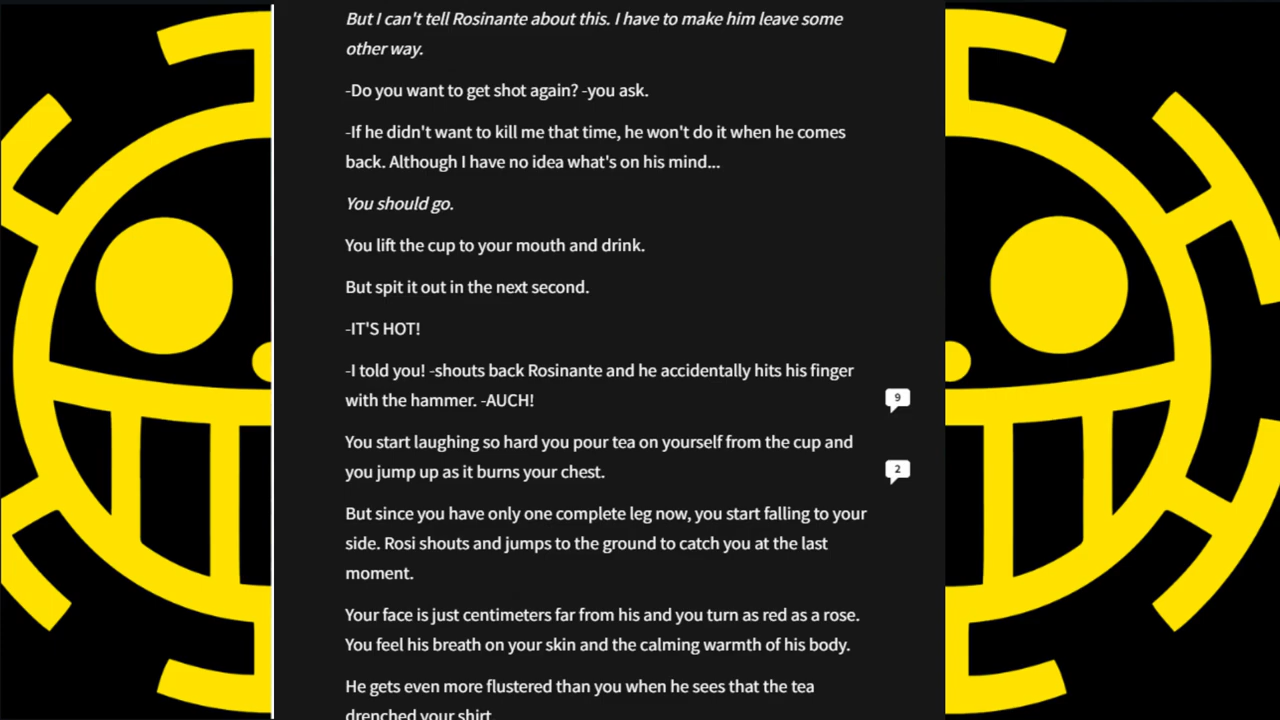 But I can't tell Rosinante about this. I have to make him leave some
other way.
-Do you want to get shot again? -you ask.
-If he didn't want to kill me that time, he won't do it when he comes
back. Although I have no idea what's on his mind...
You should go.
You lift the cup to your mouth and drink.
But spit it out in the next second.
-IT'S HOT!
-I told you! -shouts back Rosinante and he accidentally hits his finger
with the hammer. -AUCH!
9
You start laughing so hard you pour tea on yourself from the cup and
you jump up as it burns your chest.
2
But since you have only one complete leg now, you start falling to your
side. Rosi shouts and jumps to the ground to catch you at the last
moment.
Your face is just centimeters far from his and you turn as red as a rose.
You feel his breath on your skin and the calming warmth of his body.
He gets even more flustered than you when he sees that the tea
drenched your shirt